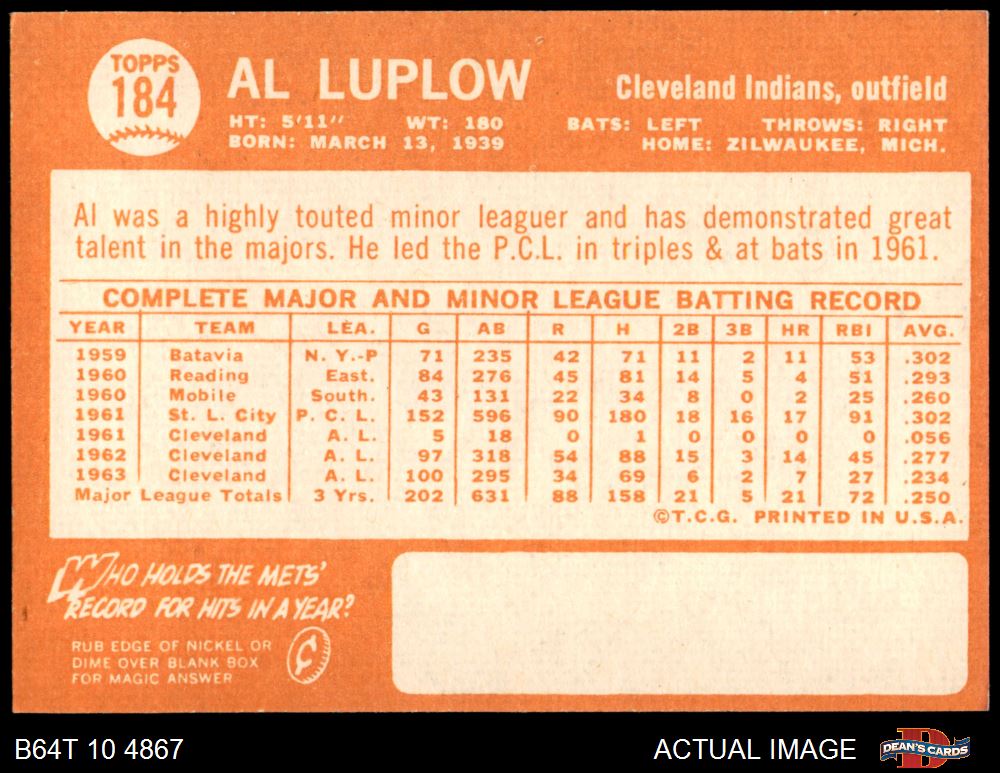 TOPPS
184
AL LUPLOW
Cleveland Indians, outfield
HT: 5'11" WT: 180 BATS: LEFT THROWS: RIGHT
BORN: MARCH 13, 1939 HOME: ZILWAUKEE, MICH.
Al was a highly touted minor leaguer and has demonstrated great
talent in the majors. He led the P.C.L. in triples & at bats in 1961.
COMPLETE MAJOR AND MINOR LEAGUE BATTING RECORD
YEAR TEAM LEA. G AB R H 2B 3B HR RBI AVG.
1959 Batavia N. Y.-P 71 235 42 71 11 2 11 53 .302
1960 Reading East. 84 276 45 81 14 5 4 51 .293
1960 Mobile South. 43 131 22 34 8 0 2 25 .260
1961 St. L. City P. C. L. 152 596 90 180 18 16 17 91 .302
1961 Cleveland A. L. 5 18 0 1 0 0 0 0 .056
1962 Cleveland A. L. 97 318 54 88 15 3 14 45 .277
1963 Cleveland A. L. 100 295 34 69 6 2 7 27 .234
Major League Totals 3 Yrs. 202 631 88 158 21 5 21 72 .250
©T.C.G. PRINTED IN U.S.A.
WHO HOLDS THE METS'
RECORD FOR HITS IN A YEAR?
RUB EDGE OF NICKEL OR
DIME OVER BLANK BOX
FOR MAGIC ANSWER
B64T 10 4867
ACTUAL IMAGE
DEAN'S CARDS